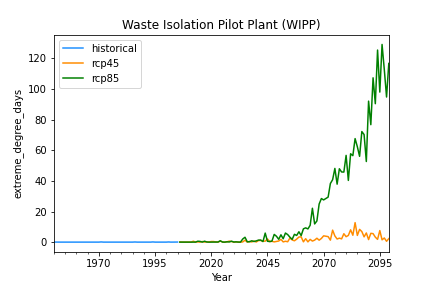 Waste Isolation Pilot Plant (WIPP)
historical
rcp45
rcp85
extreme_degree_days
120
100
80
60
40
20
0
1970
1995
2020
2045
2070
2095
Year